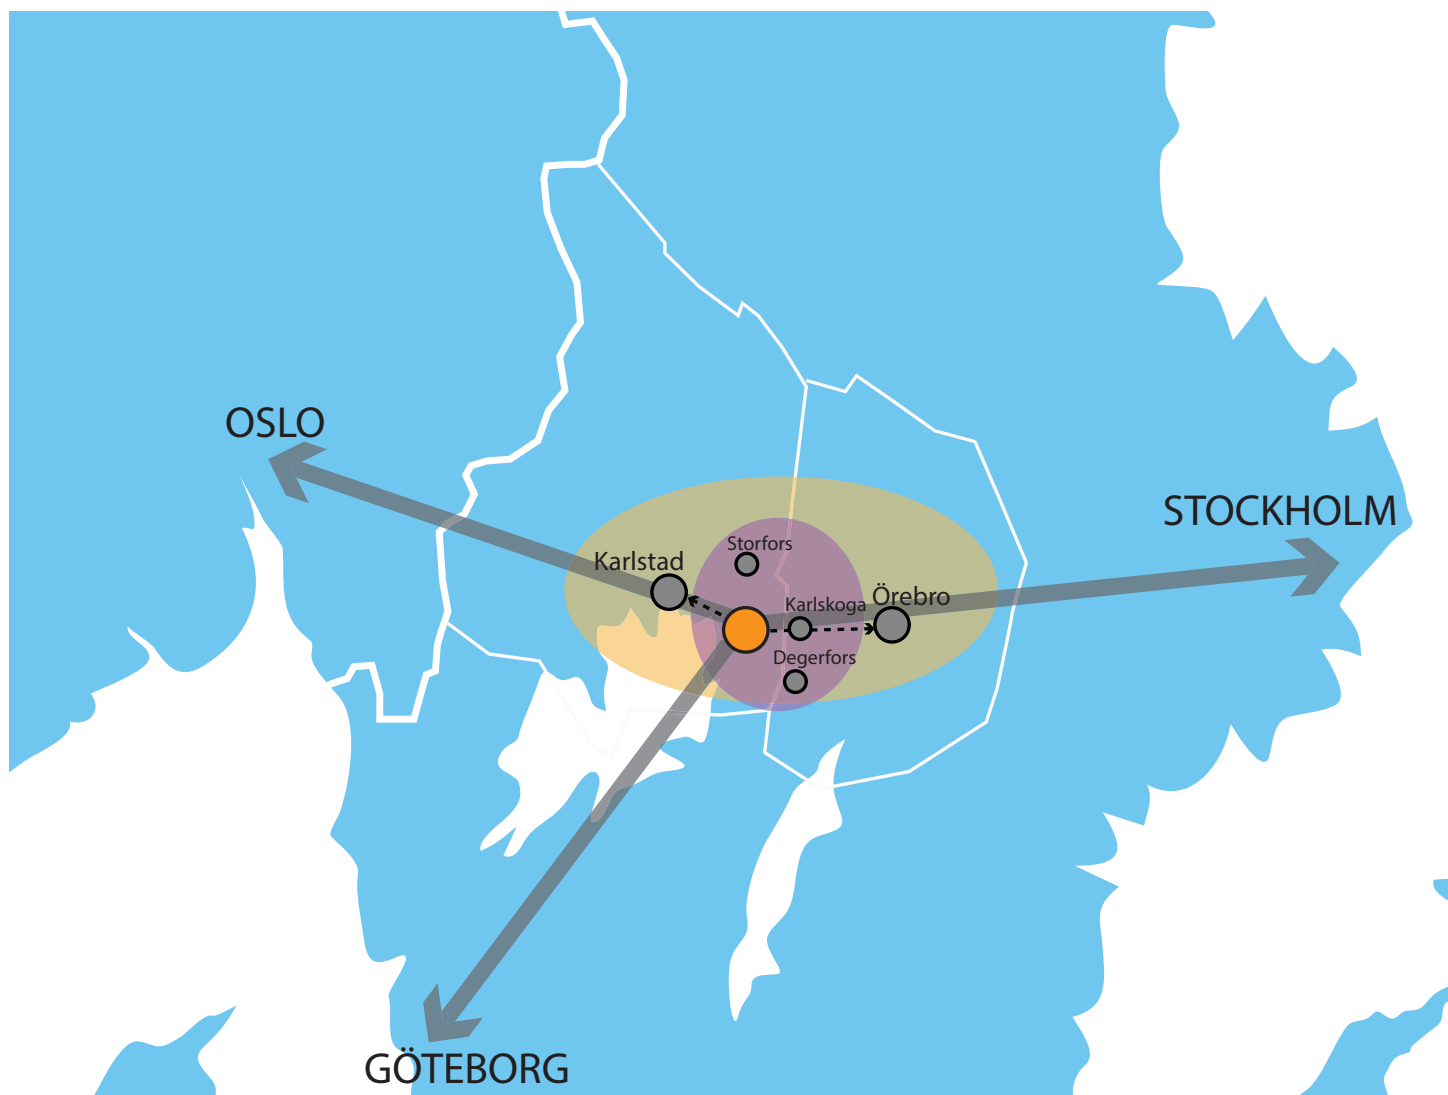 OSLO
STOCKHOLM
Storfors
Karlstad
Karlskoga
Örebro
Degerfors
GÖTEBORG